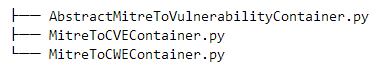 ├── AbstractMitreToVulnerabilityContainer.py
├── MitreToCVEContainer.py
└── MitreToCWEContainer.py